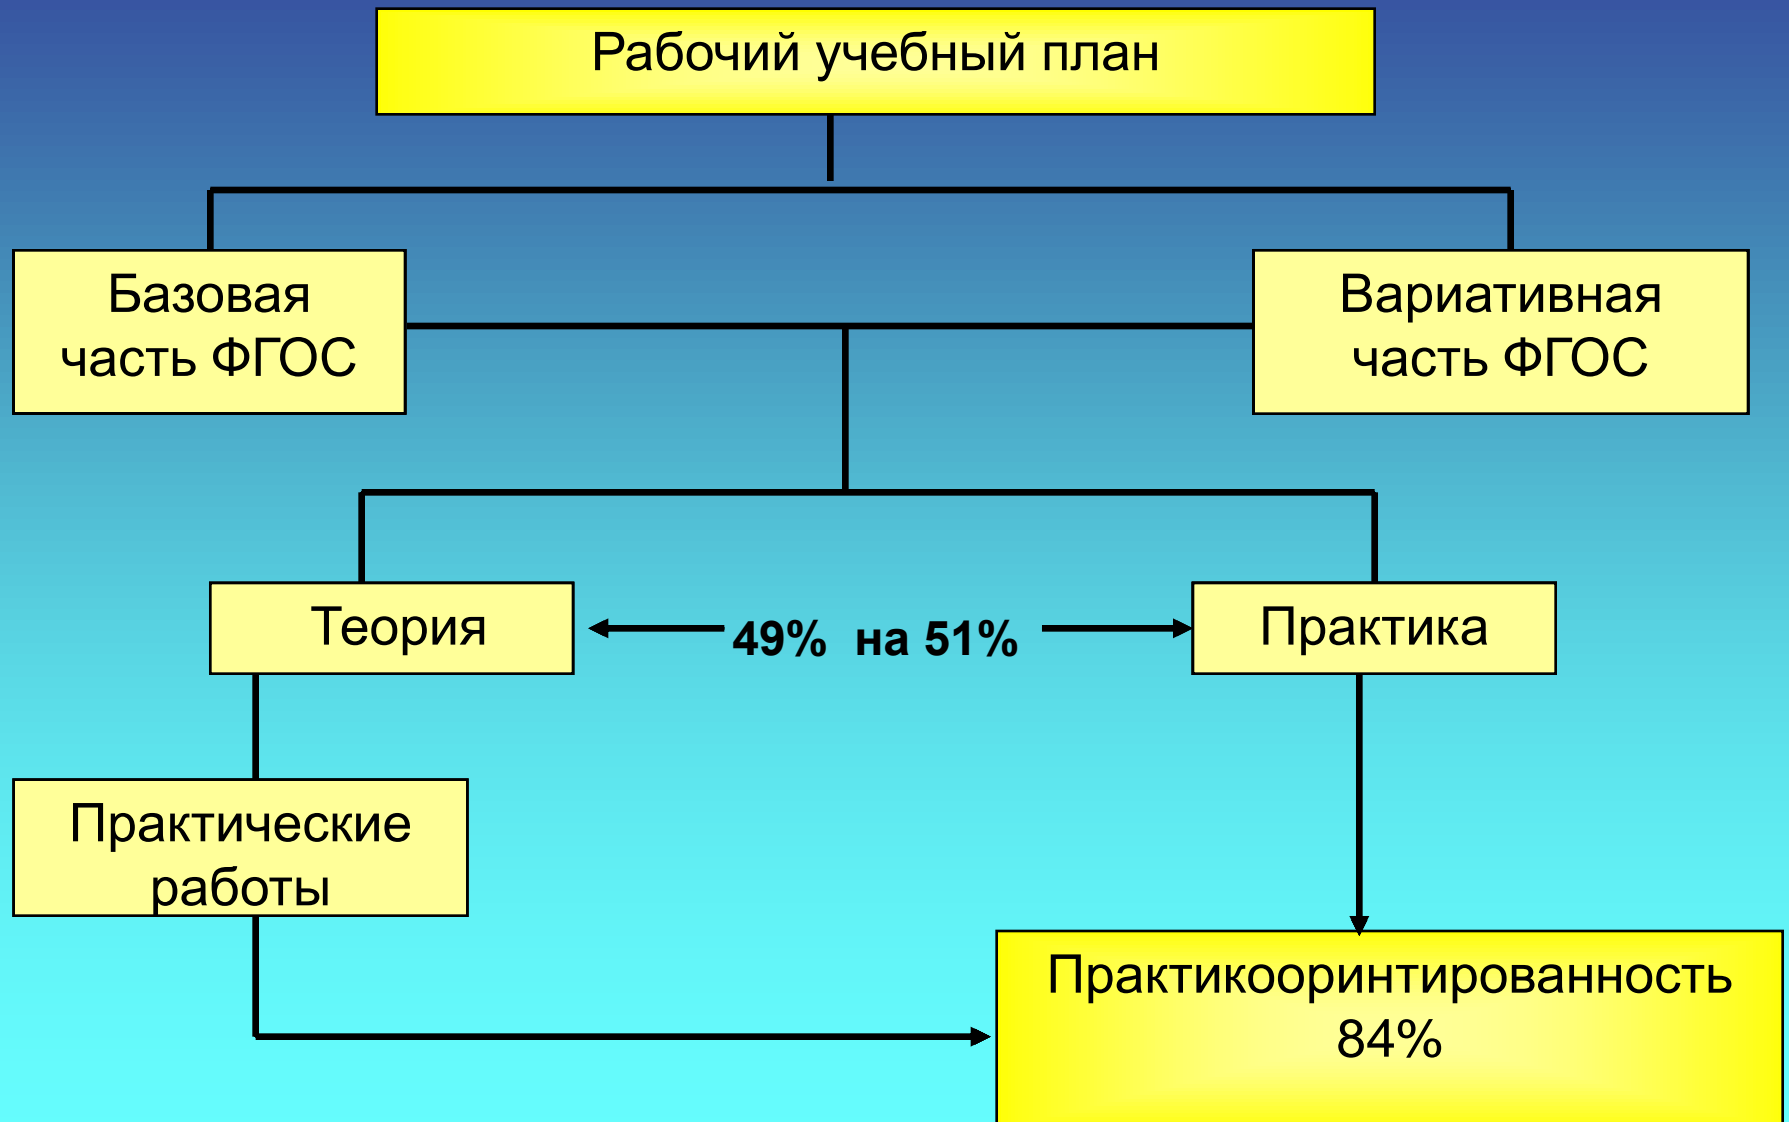 Рабочий учебный план
Базовая
часть ФГОС
Вариативная
часть ФГОС
Теория
49% на 51%
Практика
Практические
работы
Практикооринтированность
84%